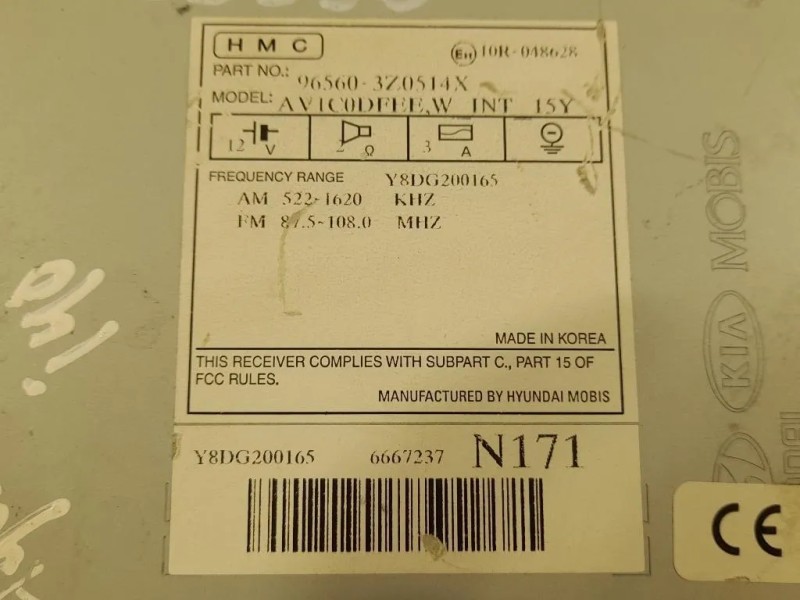 HMC
E11 10R-048628
PART NO.: 96560-3Z0514X
MODEL: AV1C0DFEE,W INT 15Y
12 V 2 Ω 3 A
FREQUENCY RANGE Y8DG200165
AM 522~1620 KHZ
FM 87.5~108.0 MHZ
MADE IN KOREA
THIS RECEIVER COMPLIES WITH SUBPART C., PART 15 OF
FCC RULES.
MANUFACTURED BY HYUNDAI MOBIS
Y8DG200165 6667237 N171
MOBIS
KIA
CE